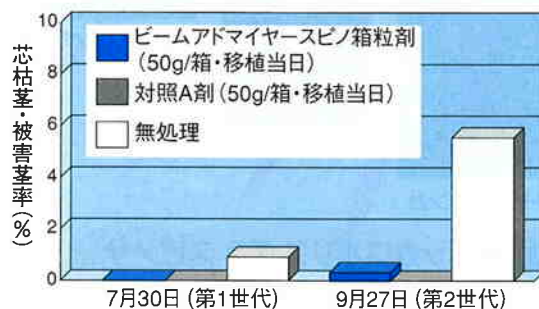 芯枯茎・被害茎率(%)
10
8
6
4
2
0
ビームアドマイヤースピノ箱粒剤
(50g/箱・移植当日)
対照A剤(50g/箱・移植当日)
無処理
7月30日(第1世代)
9月27日(第2世代)